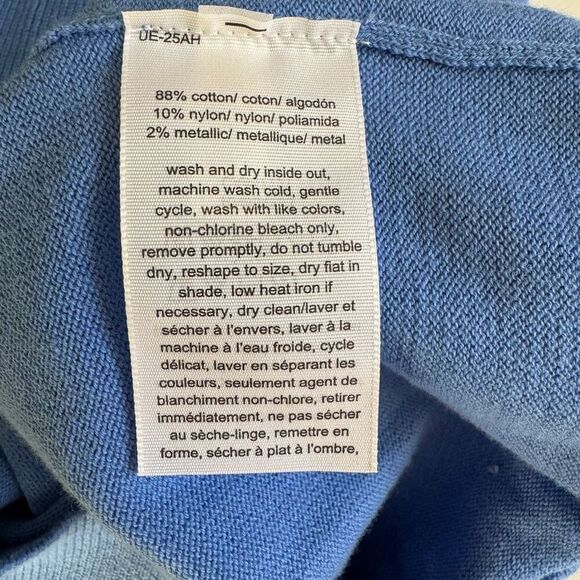 UE-25AH
88% cotton/ coton/ algodón
10% nylon/ nylon/ poliamida
2% metallic/ metallique/ metal
wash and dry inside out,
machine wash cold, gentle
cycle, wash with like colors,
non-chlorine bleach only,
remove promptly, do not tumble
dny, reshape to size, dry fiat in
shade, low heat iron if
necessary, dry clean/laver et
sécher à l'envers, laver à la
machine à l'eau froide, cycle
délicat, laver en séparant les
couleurs, seulement agent de
blanchiment non-chlore, retirer
immédiatement, ne pas sécher
au sèche-linge, remettre en
forme, sécher à plat à l'ombre,